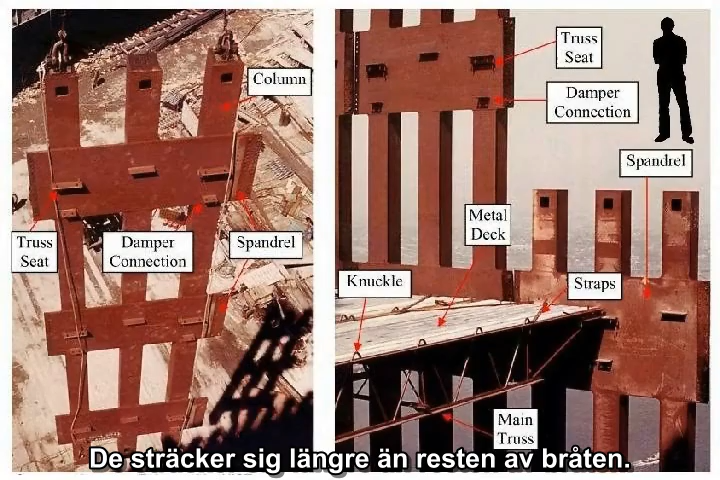 Column
Truss
Seat
Damper
Connection
Spandrel
Truss
Seat
Damper
Connection
Spandrel
Metal
Deck
Knuckle
Straps
Main
Truss
De sträcker sig längre än resten av bråten.